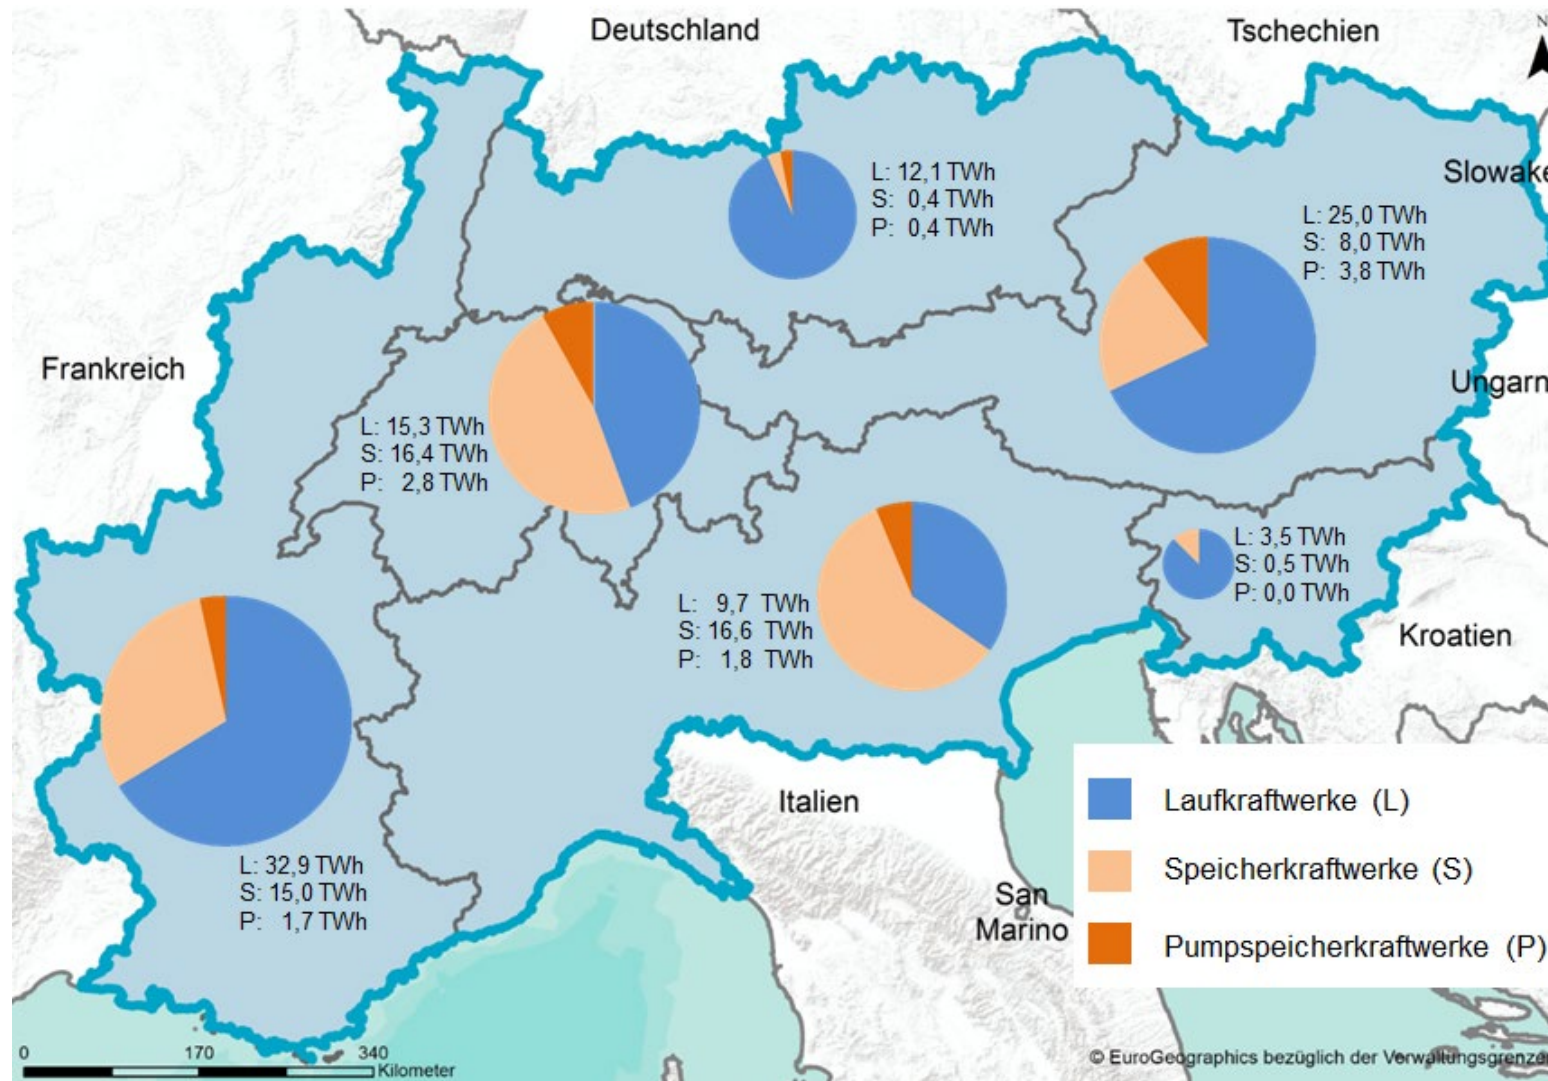 Deutschland
Tschechien
N
Slowake
L: 12,1 TWh
S: 0,4 TWh
P: 0,4 TWh
L: 25,0 TWh
S: 8,0 TWh
P: 3,8 TWh
Frankreich
Ungarn
L: 15,3 TWh
S: 16,4 TWh
P: 2,8 TWh
L: 3,5 TWh
S: 0,5 TWh
P: 0,0 TWh
L: 9,7 TWh
S: 16,6 TWh
P: 1,8 TWh
Kroatien
L: 32,9 TWh
S: 15,0 TWh
P: 1,7 TWh
Italien
San
Marino
Laufkraftwerke (L)
Speicherkraftwerke (S)
Pumpspeicherkraftwerke (P)
0 170 340
Kilometer
© EuroGeographics bezüglich der Verwaltungsgrenzen